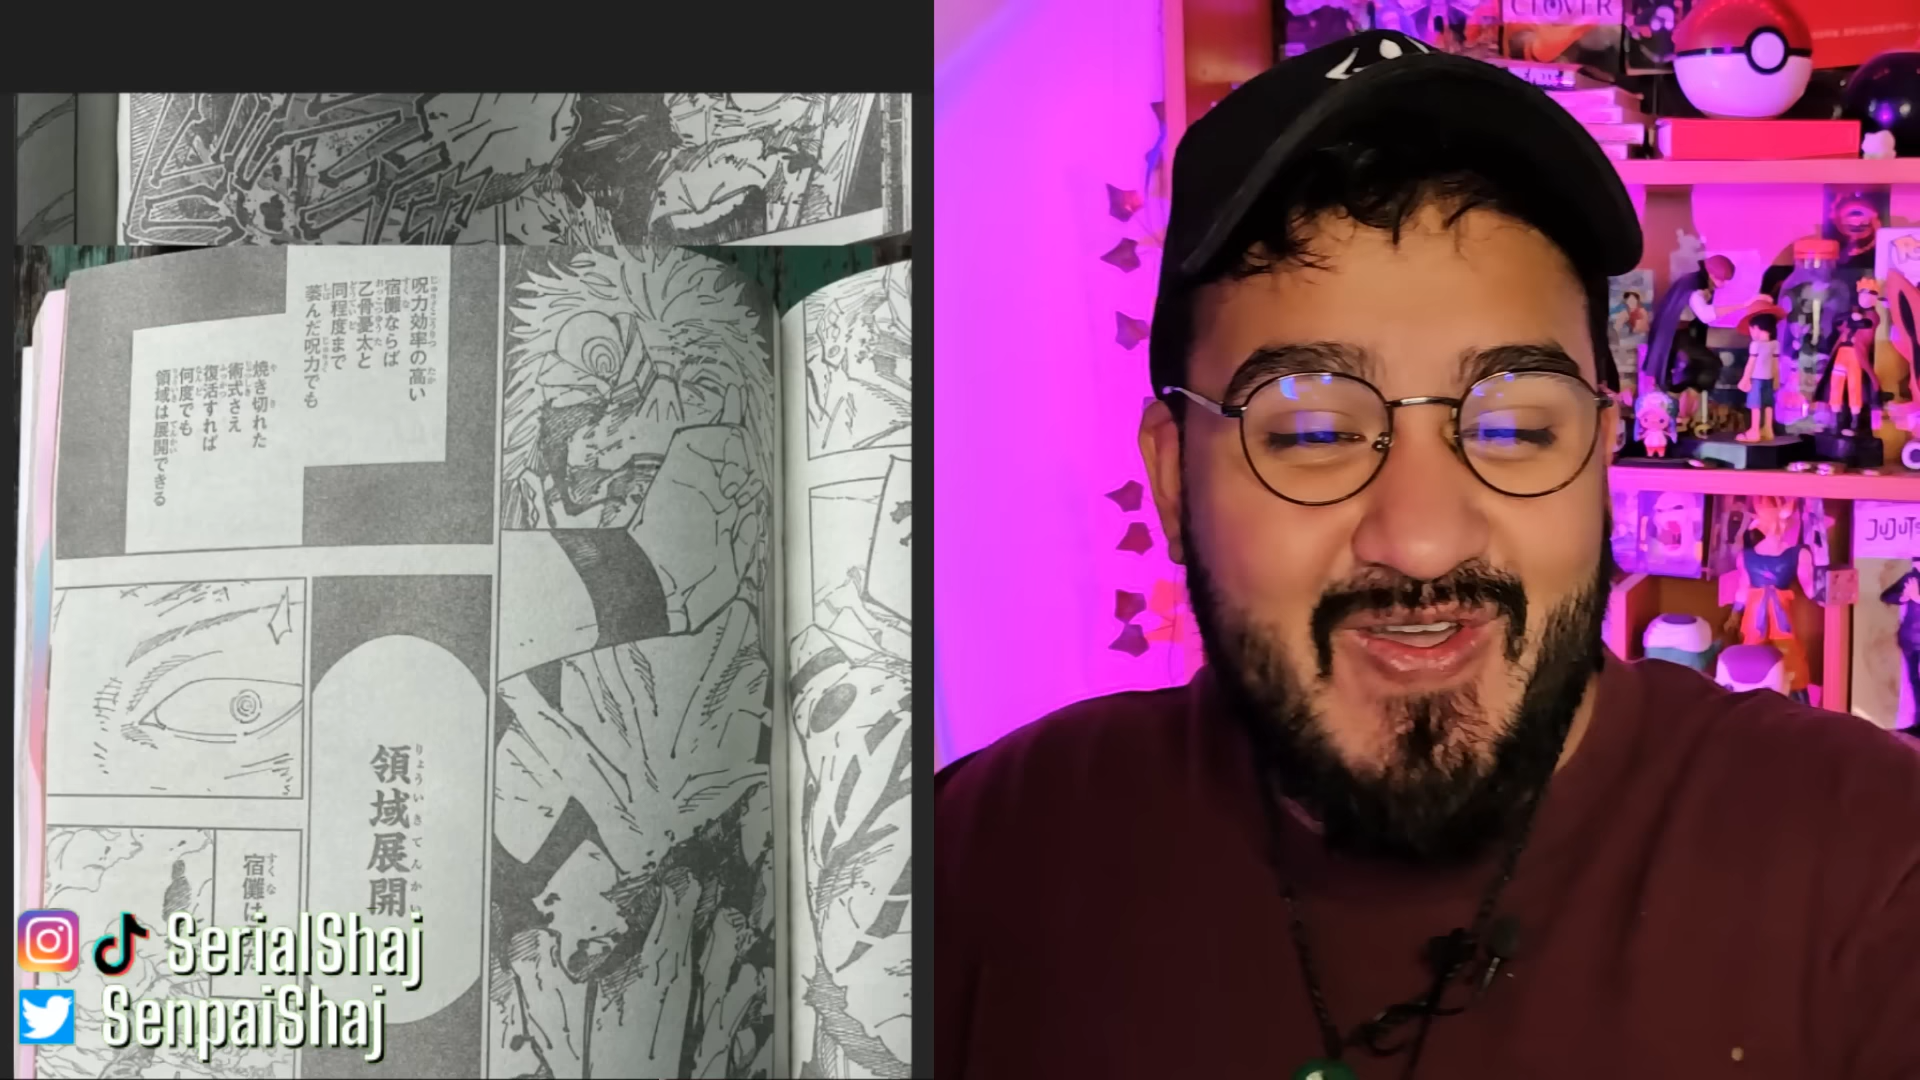 呪力効率の高い
宿儺ならば
乙骨憂太と
同程度まで
萎んだ呪力でも
焼き切れた
術式さえ
復活すれば
何度でも
領域は展開できる
領域展開
宿儺は
SerialShaj
SenpaiShaj
CLOVER
JUJUTS